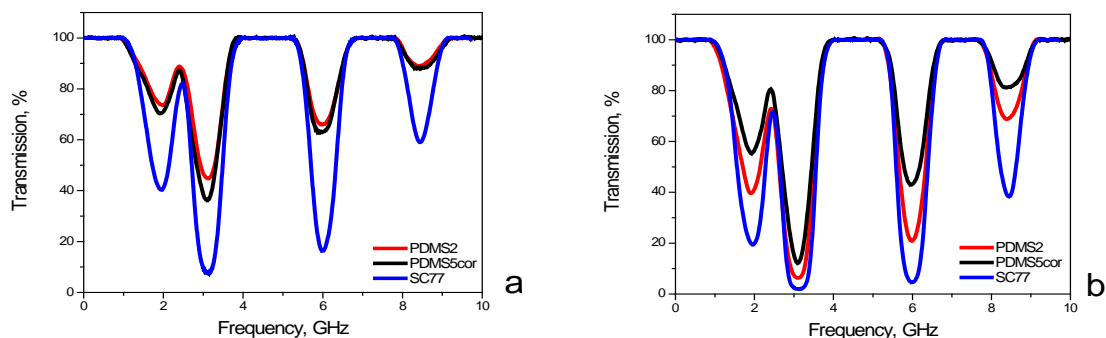 100
80
60
40
20
0
Transmission, %
PDMS2
PDMS5cor
SC77
0 2 4 6 8 10
Frequency, GHz
a
100
80
60
40
20
0
Transmission, %
PDMS2
PDMS5cor
SC77
0 2 4 6 8 10
Frequency, GHz
b